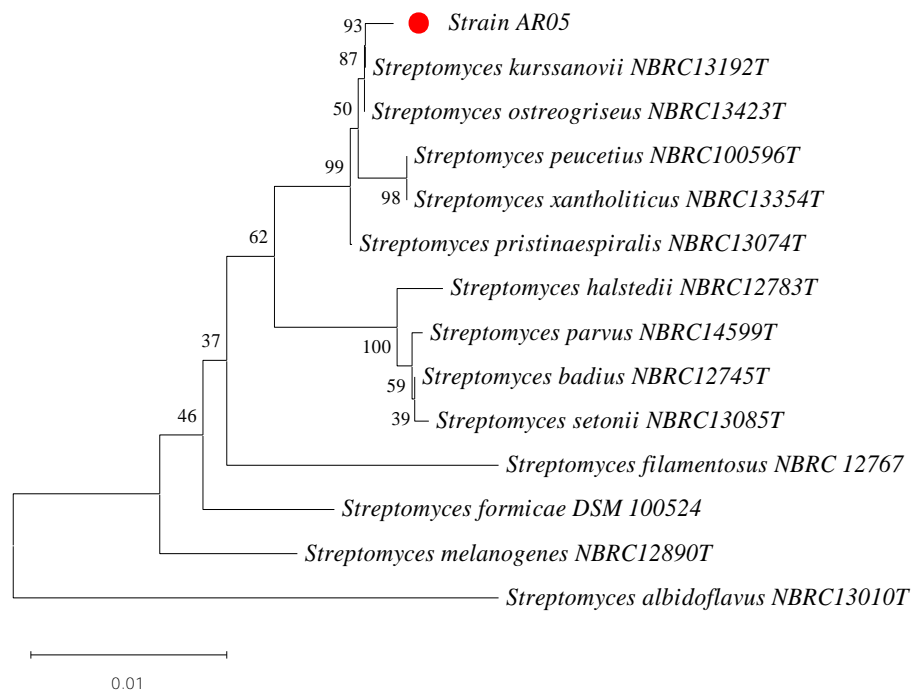 93
Strain AR05
87
Streptomyces kurssanovii NBRC13192T
50
Streptomyces ostreogriseus NBRC13423T
Streptomyces peucetius NBRC100596T
99
98
Streptomyces xantholiticus NBRC13354T
62
Streptomyces pristinaespiralis NBRC13074T
Streptomyces halstedii NBRC12783T
37
Streptomyces parvus NBRC14599T
100
Streptomyces badius NBRC12745T
59
46
39
Streptomyces setonii NBRC13085T
Streptomyces filamentosus NBRC 12767
Streptomyces formicae DSM 100524
Streptomyces melanogenes NBRC12890T
Streptomyces albidoflavus NBRC13010T
0.01